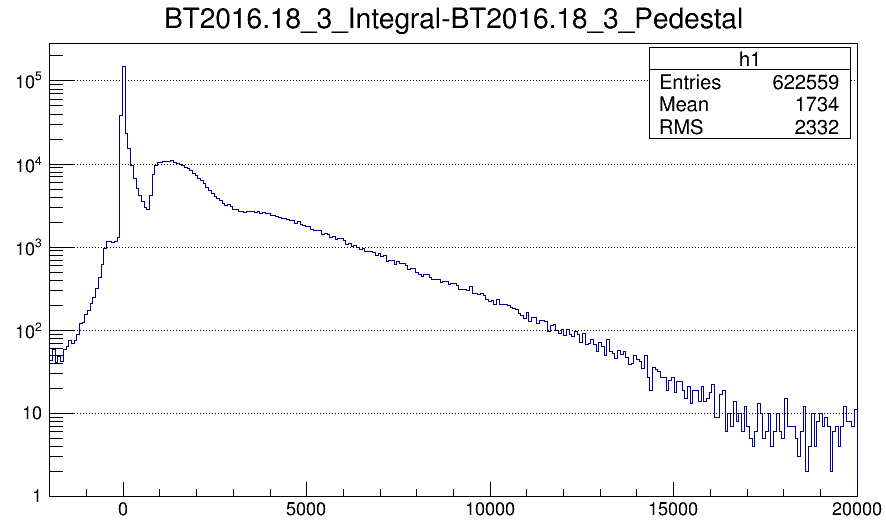 BT2016.18_3_Integral-BT2016.18_3_Pedestal
h1
Entries 622559
Mean 1734
RMS 2332
10^5
10^4
10^3
10^2
10
1
0 5000 10000 15000 20000